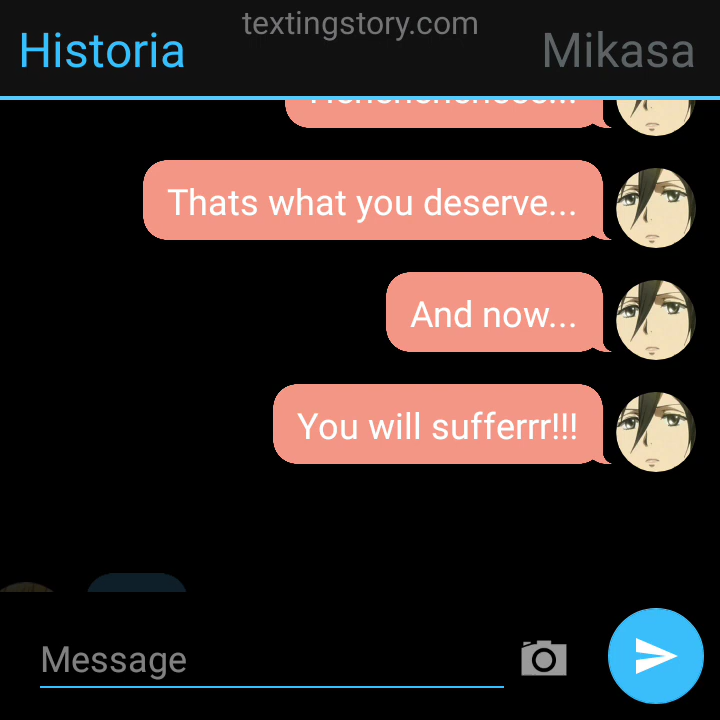 textingstory.com
Historia
Mikasa
Thats what you deserve...
And now...
You will sufferrr!!!
Message